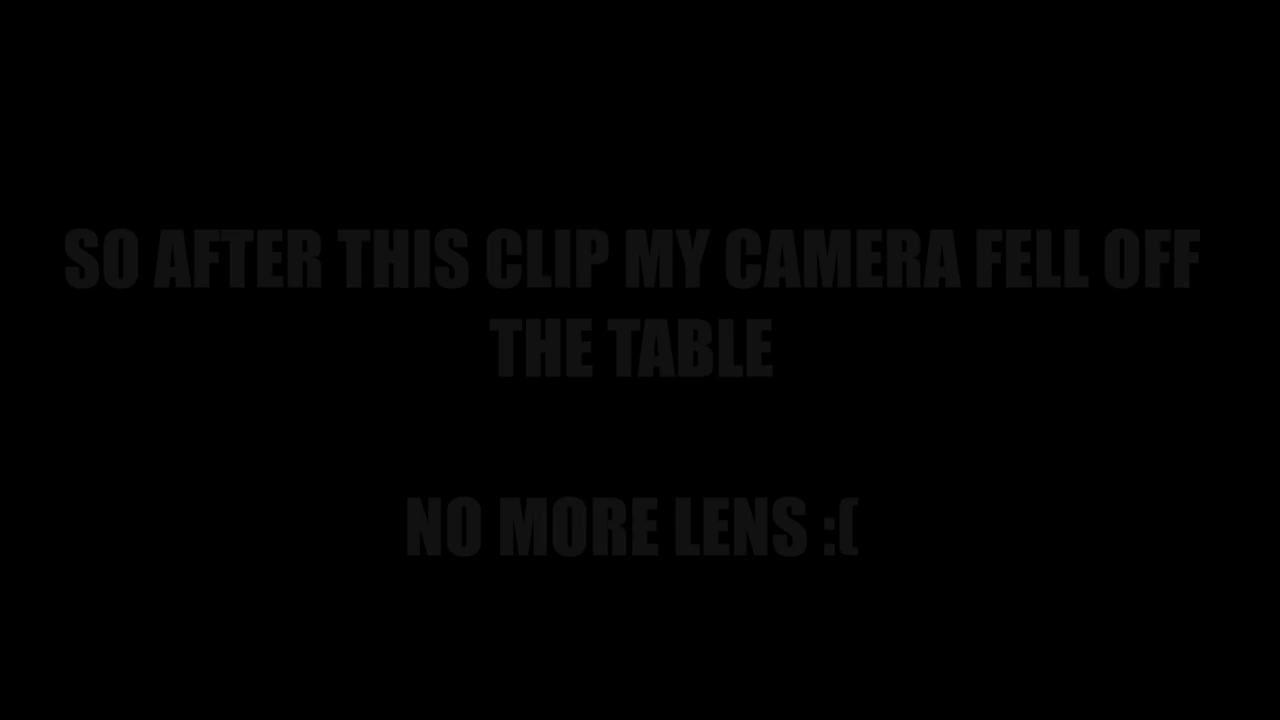 SO AFTER THIS CLIP MY CAMERA FELL OFF
THE TABLE
NO MORE LENS :(